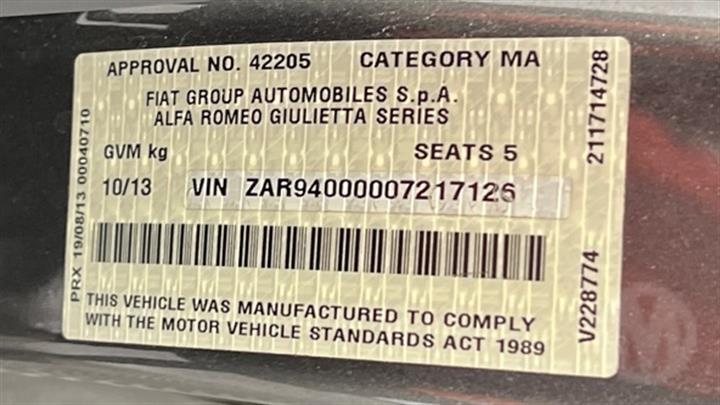 APPROVAL NO. 42205 CATEGORY MA
FIAT GROUP AUTOMOBILES S.p.A.
ALFA ROMEO GIULIETTA SERIES
GVM kg SEATS 5
10/13 VIN ZAR94000007217126
THIS VEHICLE WAS MANUFACTURED TO COMPLY
WITH THE MOTOR VEHICLE STANDARDS ACT 1989
PRX 19/08/13 00040710
211714728
V228774
M